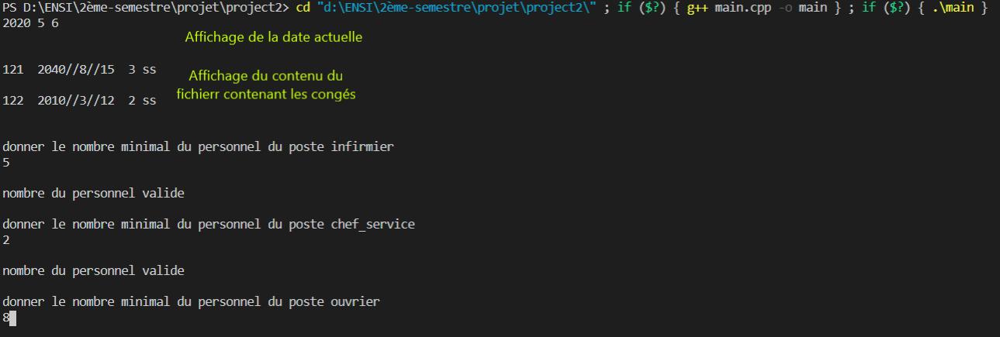 PS D:\ENSI\2ème-semestre\projet\project2> cd "d:\ENSI\2ème-semestre\projet\project2\" ; if ($?) { g++ main.cpp -o main } ; if ($?) { .\main }
2020 5 6
Affichage de la date actuelle
121  2040//8//15  3 ss
Affichage du contenu du
122  2010//3//12  2 ss
fichierr contenant les congés
donner le nombre minimal du personnel du poste infirmier
5
nombre du personnel valide
donner le nombre minimal du personnel du poste chef_service
2
nombre du personnel valide
donner le nombre minimal du personnel du poste ouvrier
8